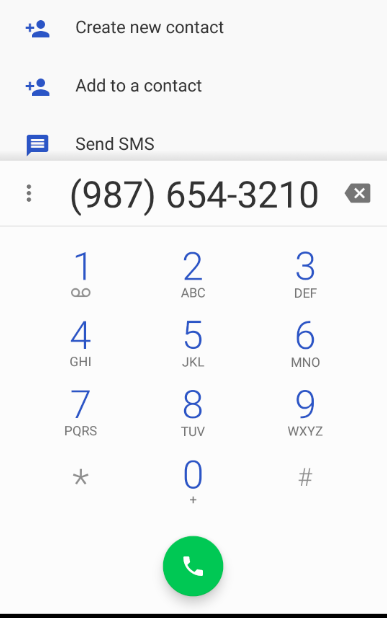 Create new contact
Add to a contact
Send SMS
(987) 654-3210
1 2 3
ABC DEF
4 5 6
GHI JKL MNO
7 8 9
PQRS TUV WXYZ
* 0 #
+